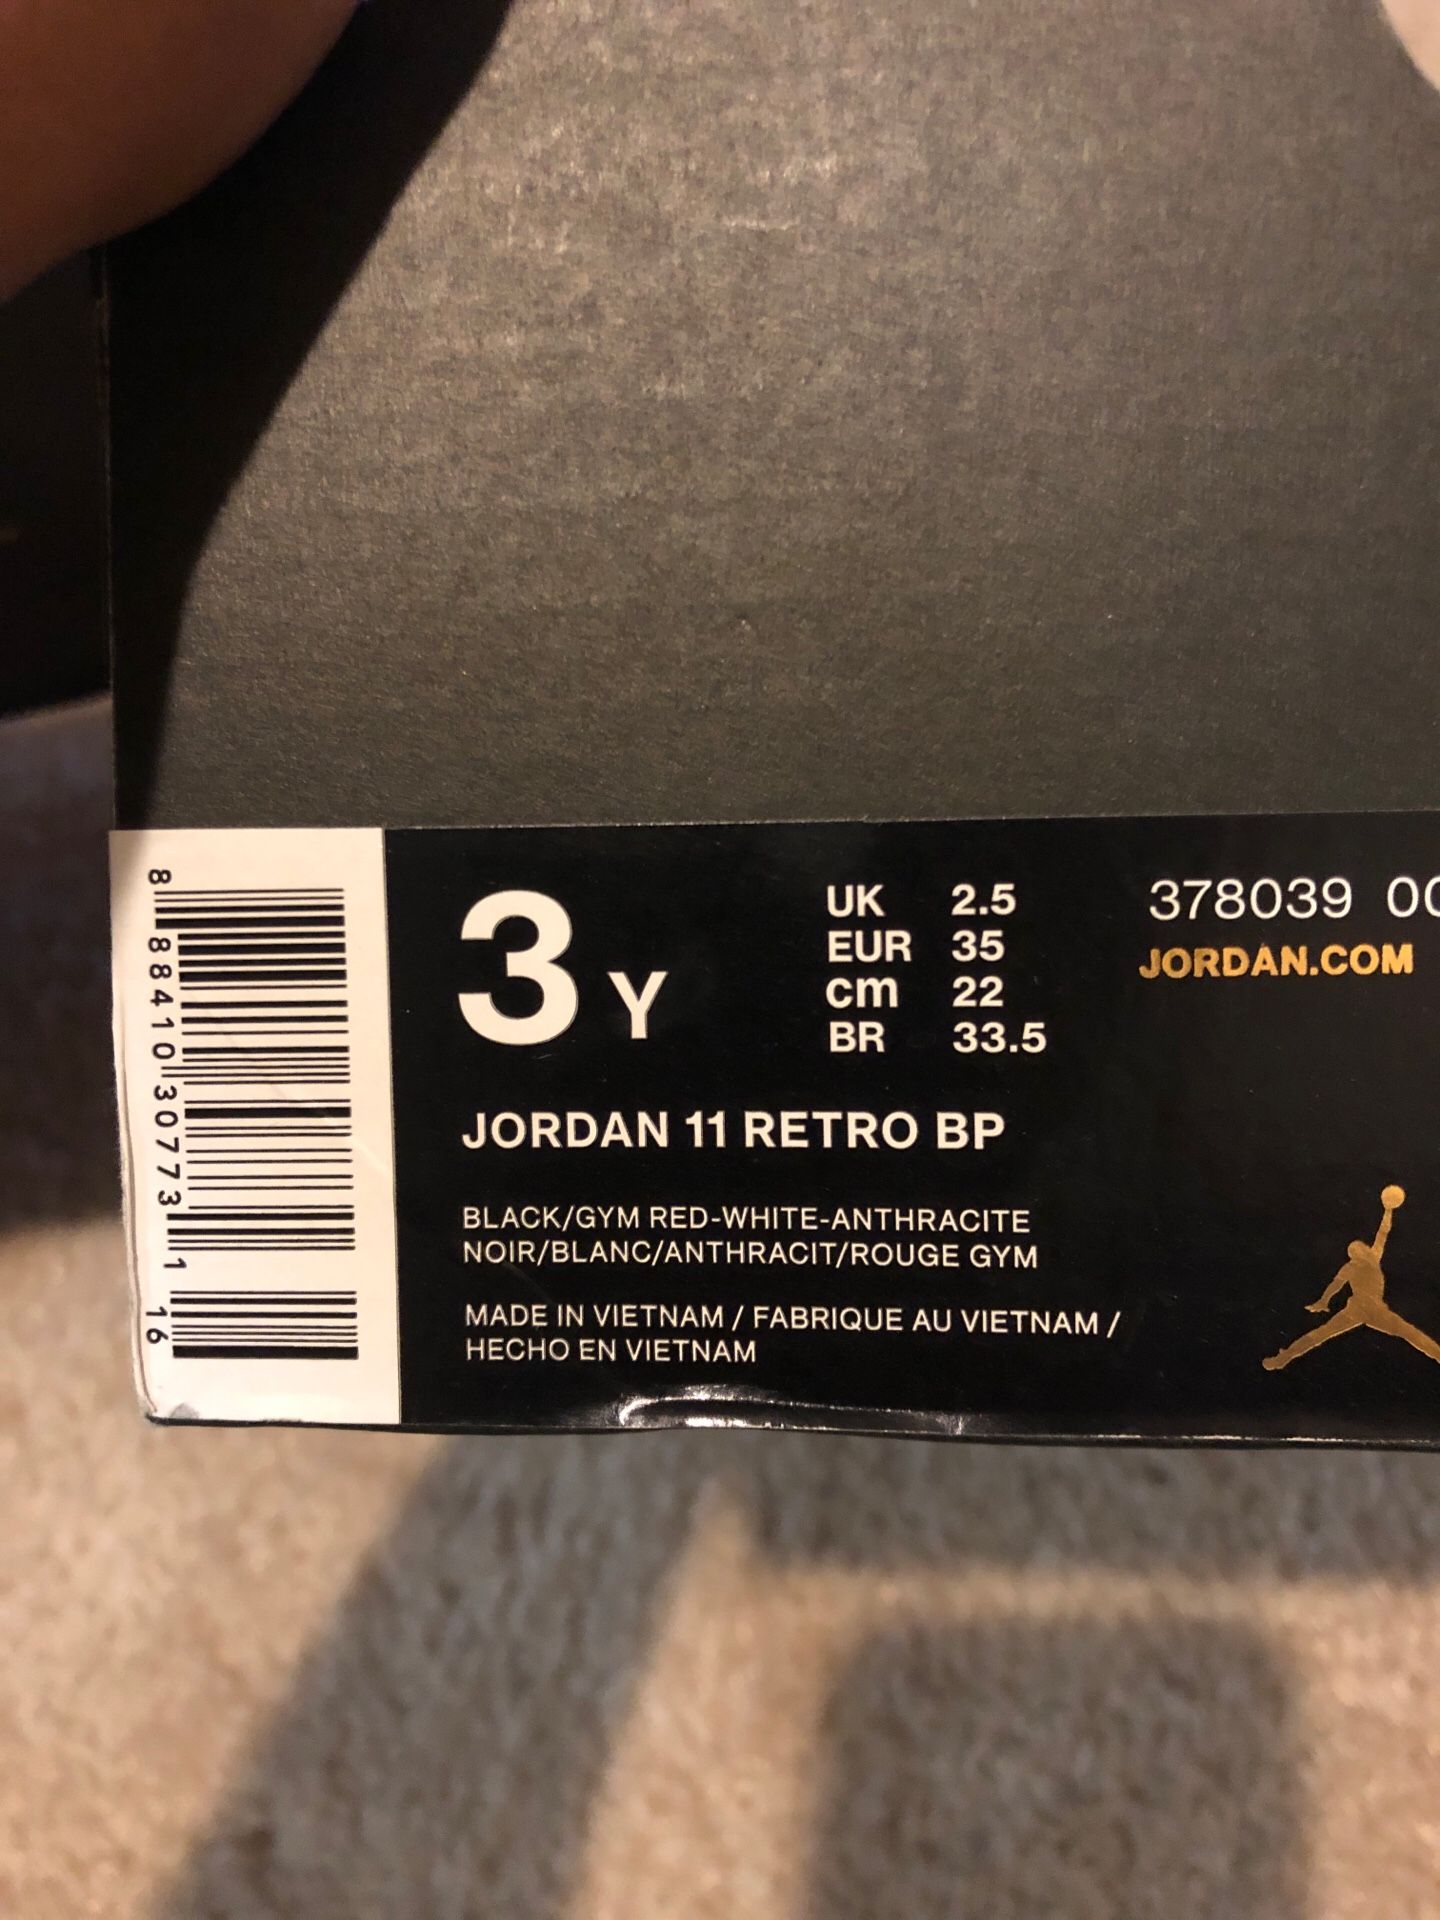 8 88410 30773 1 16
3 Y
UK 2.5
EUR 35
cm 22
BR 33.5
378039 00
JORDAN.COM
JORDAN 11 RETRO BP
BLACK/GYM RED-WHITE-ANTHRACITE
NOIR/BLANC/ANTHRACIT/ROUGE GYM
MADE IN VIETNAM / FABRIQUE AU VIETNAM /
HECHO EN VIETNAM